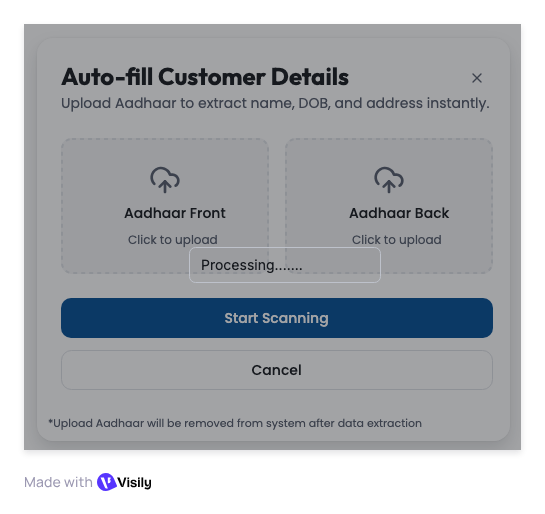 Auto-fill Customer Details
Upload Aadhaar to extract name, DOB, and address instantly.
Aadhaar Front
Aadhaar Back
Click to upload
Click to upload
Processing.......
Start Scanning
Cancel
*Upload Aadhaar will be removed from system after data extraction
Made with Visily